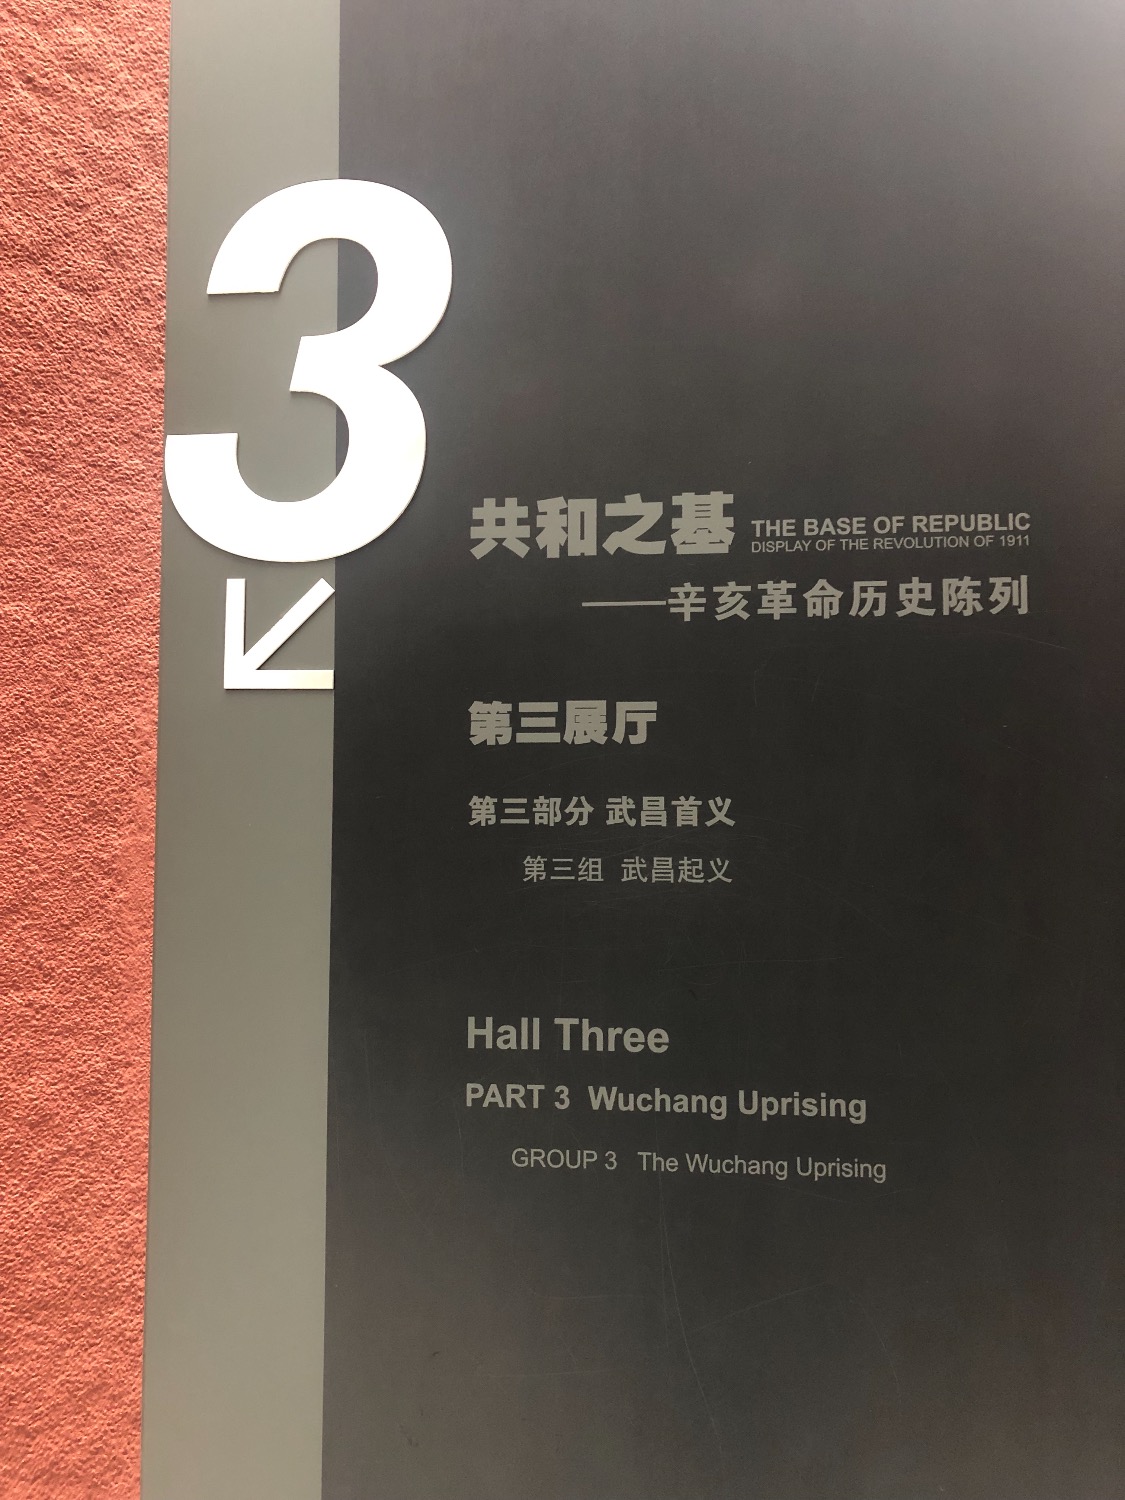 3
共和之基 THE BASE OF REPUBLIC
DISPLAY OF THE REVOLUTION OF 1911
——辛亥革命历史陈列
第三展厅
第三部分 武昌首义
第三组 武昌起义
Hall Three
PART 3 Wuchang Uprising
GROUP 3 The Wuchang Uprising